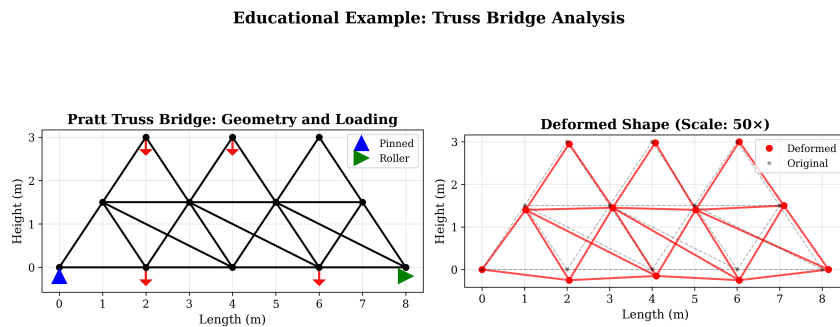 Educational Example: Truss Bridge Analysis
Pratt Truss Bridge: Geometry and Loading
Height (m)
3
2
1
0
0 1 2 3 4 5 6 7 8
Length (m)
Pinned
Roller
Deformed Shape (Scale: 50×)
Height (m)
3
2
1
0
0 1 2 3 4 5 6 7 8
Length (m)
Deformed
Original